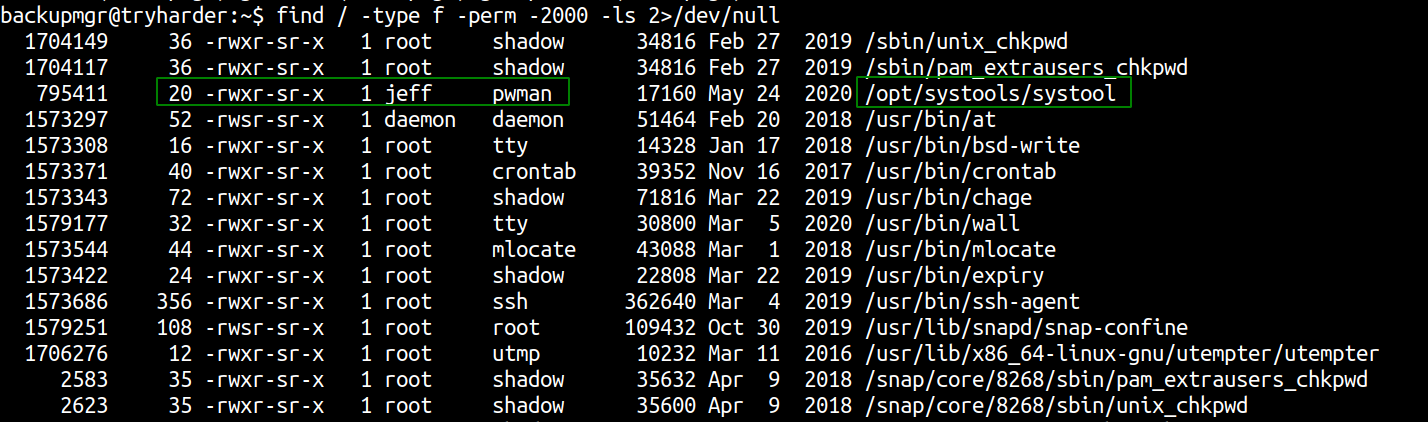 backupmgr@tryharder:~$ find / -type f -perm -2000 -ls 2>/dev/null
1704149 36 -rwxr-sr-x 1 root shadow 34816 Feb 27 2019 /sbin/unix_chkpwd
1704117 36 -rwxr-sr-x 1 root shadow 34816 Feb 27 2019 /sbin/pam_extrausers_chkpwd
795411 20 -rwxr-sr-x 1 jeff pwman 17160 May 24 2020 /opt/systools/systool
1573297 52 -rwsr-sr-x 1 daemon daemon 51464 Feb 20 2018 /usr/bin/at
1573308 16 -rwxr-sr-x 1 root tty 14328 Jan 17 2018 /usr/bin/bsd-write
1573371 40 -rwxr-sr-x 1 root crontab 39352 Nov 16 2017 /usr/bin/crontab
1573343 72 -rwxr-sr-x 1 root shadow 71816 Mar 22 2019 /usr/bin/chage
1579177 32 -rwxr-sr-x 1 root tty 30800 Mar 5 2020 /usr/bin/wall
1573544 44 -rwxr-sr-x 1 root mlocate 43088 Mar 1 2018 /usr/bin/mlocate
1573422 24 -rwxr-sr-x 1 root shadow 22808 Mar 22 2019 /usr/bin/expiry
1573686 356 -rwxr-sr-x 1 root ssh 362640 Mar 4 2019 /usr/bin/ssh-agent
1579251 108 -rwsr-sr-x 1 root root 109432 Oct 30 2019 /usr/lib/snapd/snap-confine
1706276 12 -rwxr-sr-x 1 root utmp 10232 Mar 11 2016 /usr/lib/x86_64-linux-gnu/utempter/utempter
2583 35 -rwxr-sr-x 1 root shadow 35632 Apr 9 2018 /snap/core/8268/sbin/pam_extrausers_chkpwd
2623 35 -rwxr-sr-x 1 root shadow 35600 Apr 9 2018 /snap/core/8268/sbin/unix_chkpwd